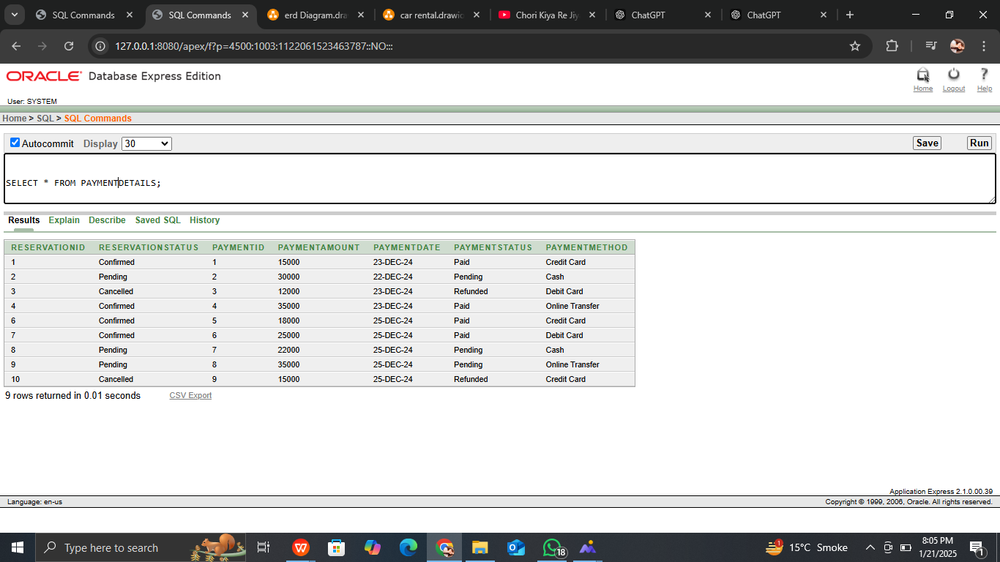 SQL Commands
SQL Commands
erd Diagram.dra
car rental.drawio
Chori Kiya Re Jiy
ChatGPT
ChatGPT
127.0.0.1:8080/apex/f?p=4500:1003:1122061523463787::NO:::
ORACLE Database Express Edition
Home Logout Help
User: SYSTEM
Home > SQL > SQL Commands
Autocommit Display 30 Save Run
SELECT * FROM PAYMENTDETAILS;
Results Explain Describe Saved SQL History
RESERVATIONID RESERVATIONSTATUS PAYMENTID PAYMENTAMOUNT PAYMENTDATE PAYMENTSTATUS PAYMENTMETHOD
1 Confirmed 1 15000 23-DEC-24 Paid Credit Card
2 Pending 2 30000 22-DEC-24 Pending Cash
3 Cancelled 3 12000 23-DEC-24 Refunded Debit Card
4 Confirmed 4 35000 23-DEC-24 Paid Online Transfer
6 Confirmed 5 18000 25-DEC-24 Paid Credit Card
7 Confirmed 6 25000 25-DEC-24 Paid Debit Card
8 Pending 7 22000 25-DEC-24 Pending Cash
9 Pending 8 35000 25-DEC-24 Pending Online Transfer
10 Cancelled 9 15000 25-DEC-24 Refunded Credit Card
9 rows returned in 0.01 seconds CSV Export
Application Express 2.1.0.00.39
Language: en-us Copyright © 1999, 2006, Oracle. All rights reserved.
Type here to search
18
1
15°C Smoke
8:05 PM
1/21/2025
1